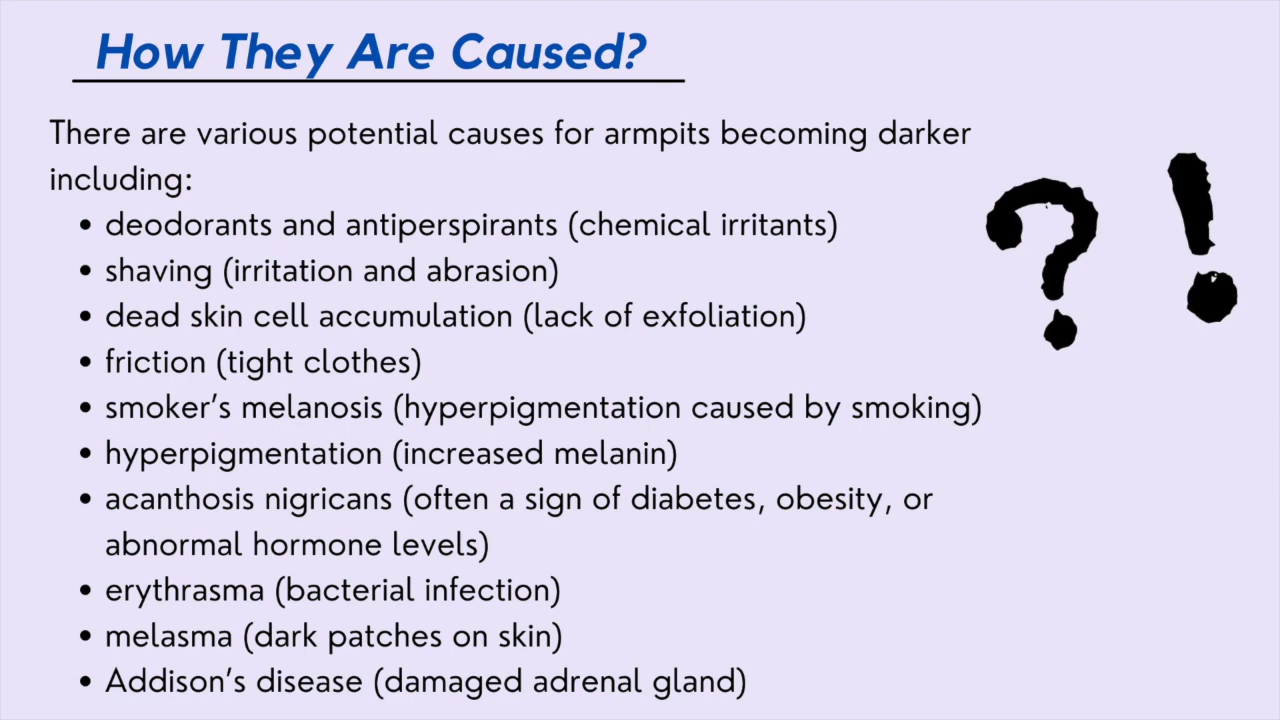 How They Are Caused?
There are various potential causes for armpits becoming darker
including:
• deodorants and antiperspirants (chemical irritants)
• shaving (irritation and abrasion)
• dead skin cell accumulation (lack of exfoliation)
• friction (tight clothes)
• smoker's melanosis (hyperpigmentation caused by smoking)
• hyperpigmentation (increased melanin)
• acanthosis nigricans (often a sign of diabetes, obesity, or
abnormal hormone levels)
• erythrasma (bacterial infection)
• melasma (dark patches on skin)
• Addison's disease (damaged adrenal gland)
? !